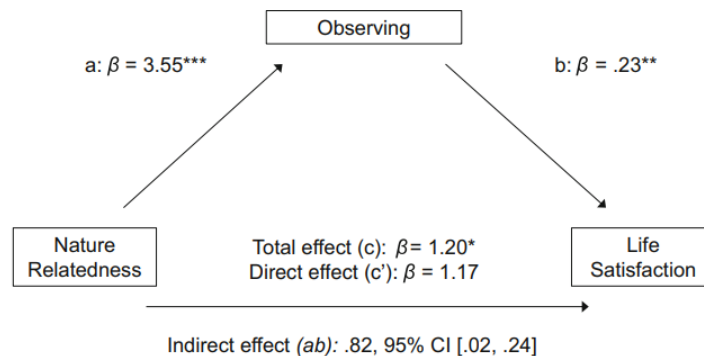 Observing
a: β = 3.55***
b: β = .23**
Nature
Relatedness
Total effect (c): β= 1.20*
Direct effect (c'): β = 1.17
Life
Satisfaction
Indirect effect (ab): .82, 95% CI [.02, .24]